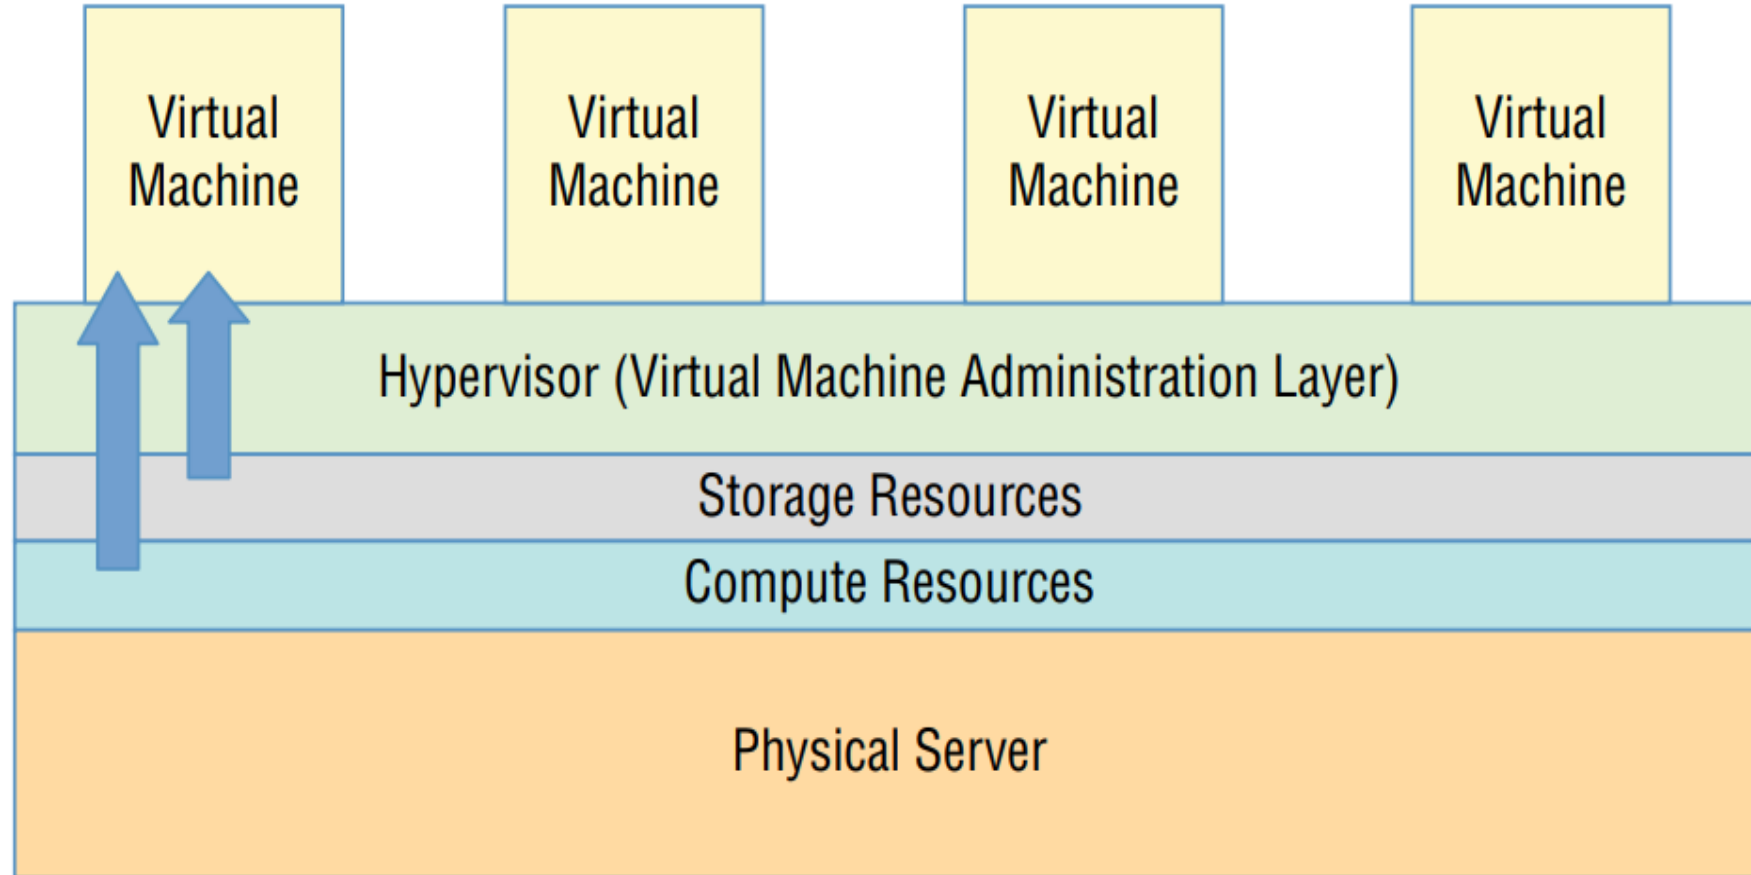 Virtual
Machine
Virtual
Machine
Virtual
Machine
Virtual
Machine
Hypervisor (Virtual Machine Administration Layer)
Storage Resources
Compute Resources
Physical Server